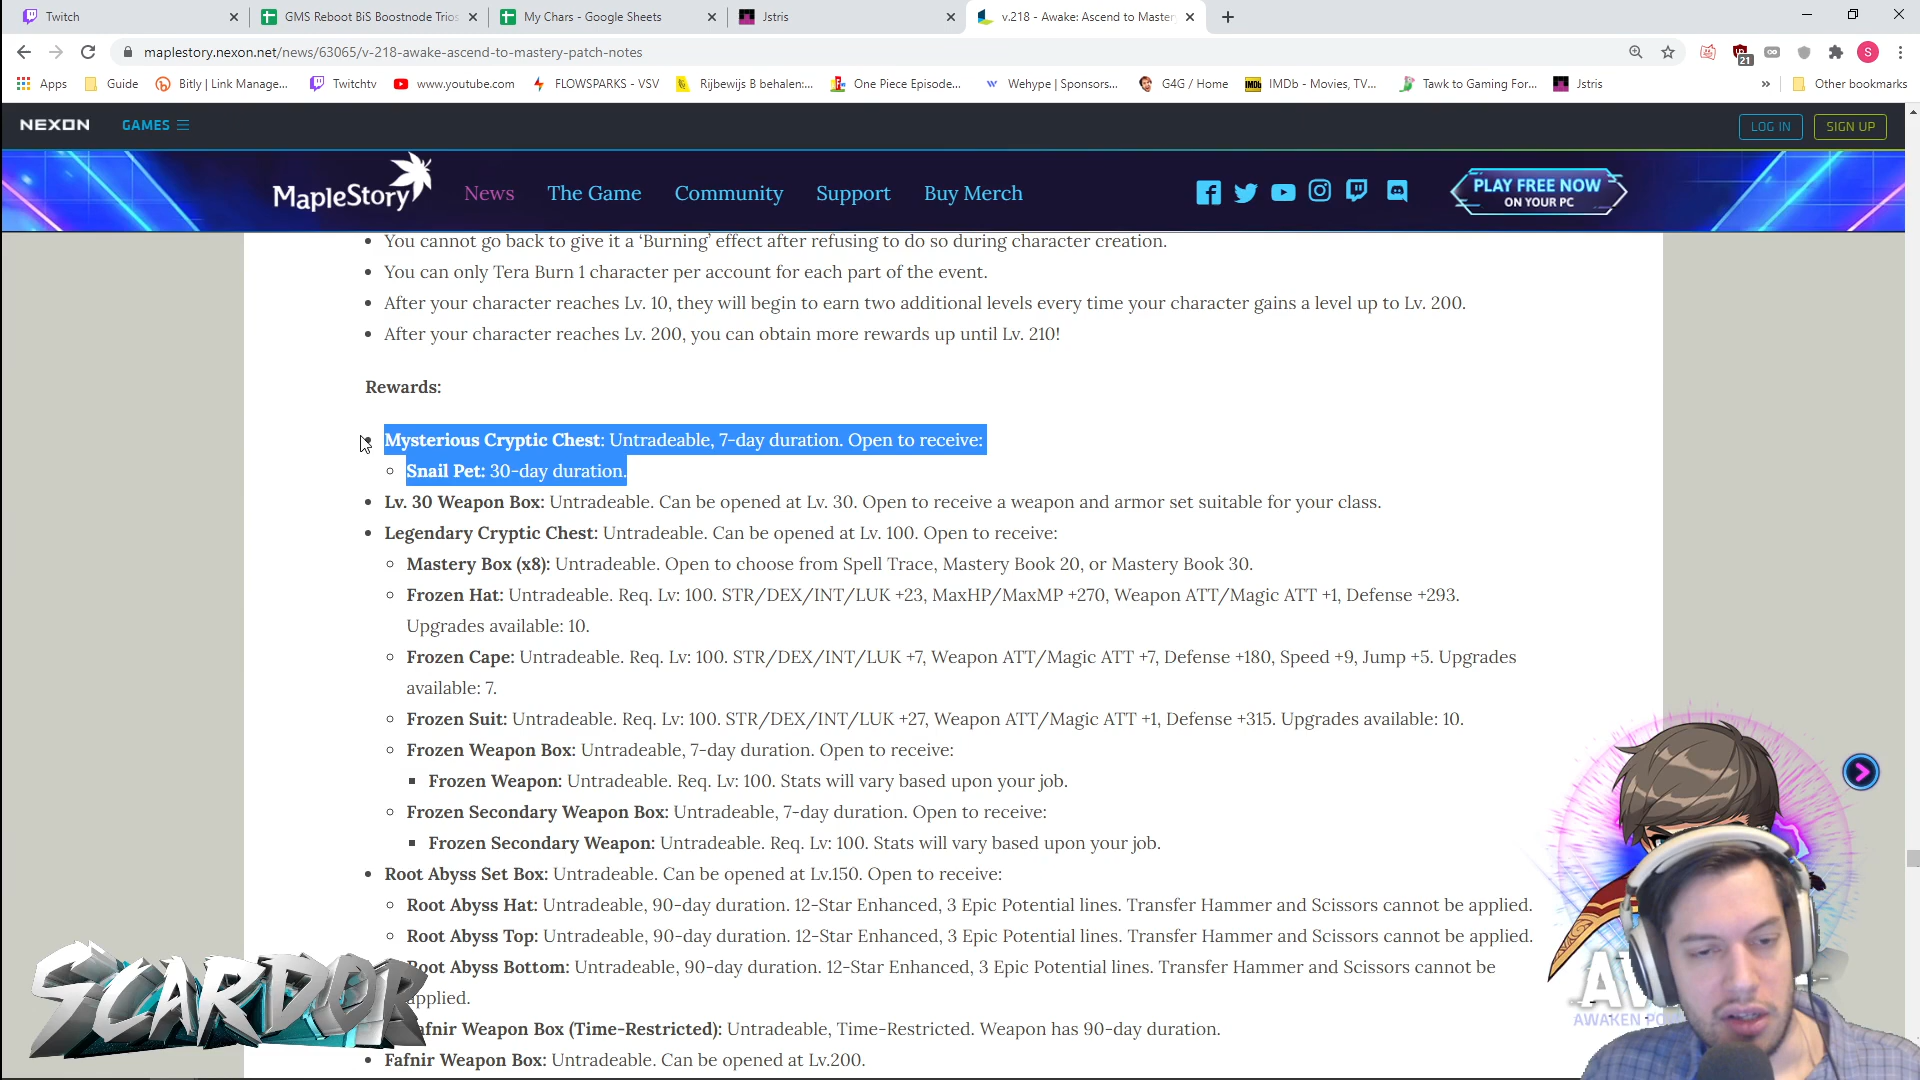 Twitch
GMS Reboot BiS Boostnode Trios
My Chars - Google Sheets
Jstris
v.218 - Awake: Ascend to Master
maplestory.nexon.net/news/63065/v-218-awake-ascend-to-mastery-patch-notes
21
S
Apps
Guide
Bitly | Link Manage...
Twitchtv
www.youtube.com
FLOWSPARKS - VSV
Rijbewijs B behalen:...
One Piece Episode...
Wehype | Sponsors...
G4G / Home
IMDb - Movies, TV...
Tawk to Gaming For...
Jstris
Other bookmarks
NEXON
GAMES
LOG IN
SIGN UP
MapleStory
News
The Game
Community
Support
Buy Merch
PLAY FREE NOW
ON YOUR PC
You cannot go back to give it a ‘Burning’ effect after refusing to do so during character creation.
You can only Tera Burn 1 character per account for each part of the event.
After your character reaches Lv. 10, they will begin to earn two additional levels every time your character gains a level up to Lv. 200.
After your character reaches Lv. 200, you can obtain more rewards up until Lv. 210!
Rewards:
Mysterious Cryptic Chest: Untradeable, 7-day duration. Open to receive:
Snail Pet: 30-day duration.
Lv. 30 Weapon Box: Untradeable. Can be opened at Lv. 30. Open to receive a weapon and armor set suitable for your class.
Legendary Cryptic Chest: Untradeable. Can be opened at Lv. 100. Open to receive:
Mastery Box (x8): Untradeable. Open to choose from Spell Trace, Mastery Book 20, or Mastery Book 30.
Frozen Hat: Untradeable. Req. Lv: 100. STR/DEX/INT/LUK +23, MaxHP/MaxMP +270, Weapon ATT/Magic ATT +1, Defense +293.
Upgrades available: 10.
Frozen Cape: Untradeable. Req. Lv: 100. STR/DEX/INT/LUK +7, Weapon ATT/Magic ATT +7, Defense +180, Speed +9, Jump +5. Upgrades
available: 7.
Frozen Suit: Untradeable. Req. Lv: 100. STR/DEX/INT/LUK +27, Weapon ATT/Magic ATT +1, Defense +315. Upgrades available: 10.
Frozen Weapon Box: Untradeable, 7-day duration. Open to receive:
Frozen Weapon: Untradeable. Req. Lv: 100. Stats will vary based upon your job.
Frozen Secondary Weapon Box: Untradeable, 7-day duration. Open to receive:
Frozen Secondary Weapon: Untradeable. Req. Lv: 100. Stats will vary based upon your job.
Root Abyss Set Box: Untradeable. Can be opened at Lv.150. Open to receive:
Root Abyss Hat: Untradeable, 90-day duration. 12-Star Enhanced, 3 Epic Potential lines. Transfer Hammer and Scissors cannot be applied.
Root Abyss Top: Untradeable, 90-day duration. 12-Star Enhanced, 3 Epic Potential lines. Transfer Hammer and Scissors cannot be applied.
Root Abyss Bottom: Untradeable, 90-day duration. 12-Star Enhanced, 3 Epic Potential lines. Transfer Hammer and Scissors cannot be
applied.
afnir Weapon Box (Time-Restricted): Untradeable, Time-Restricted. Weapon has 90-day duration.
Fafnir Weapon Box: Untradeable. Can be opened at Lv.200.
SCARDOR